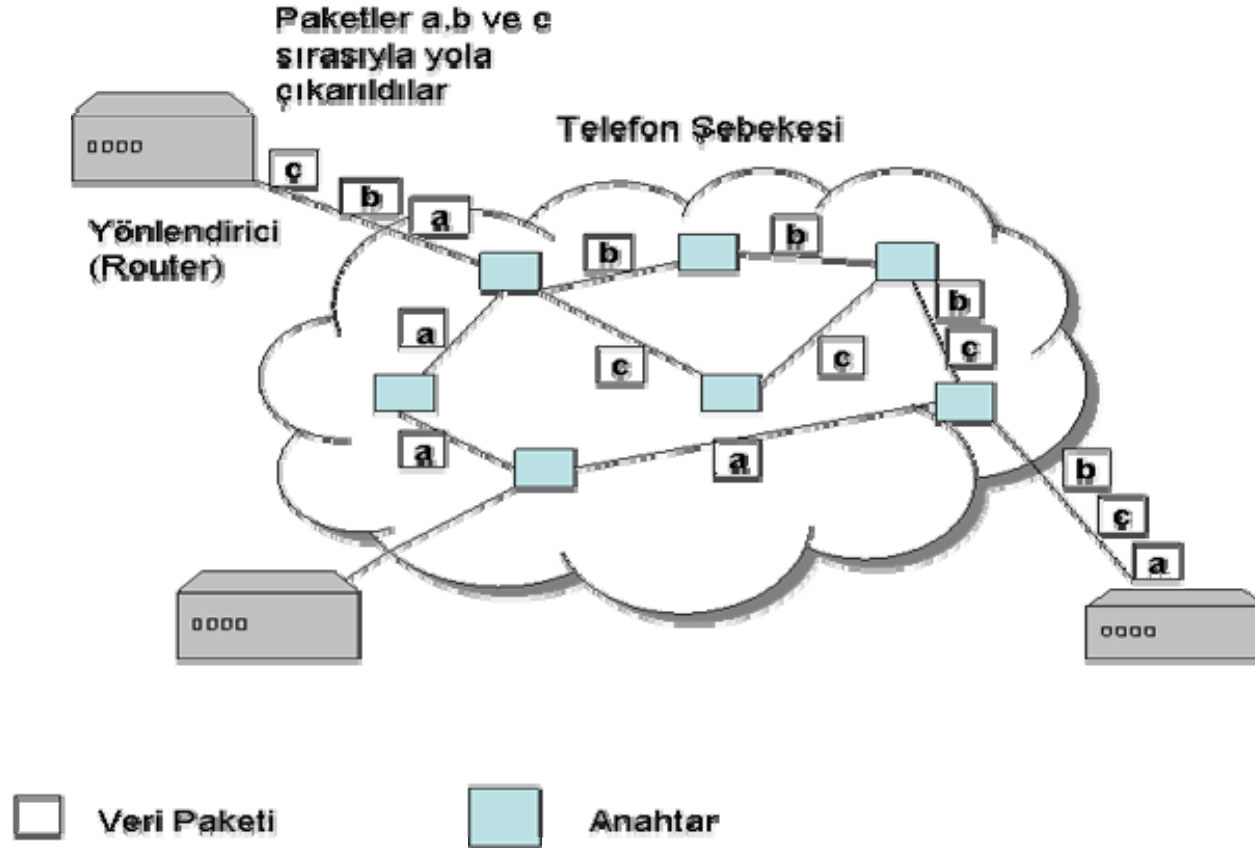 Paketler a,b ve c
sırasıyla yola
çıkarıldılar
Telefon Şebekesi
c
b
a
Yönlendirici
(Router)
b
b
b
a
c
c
c
a
a
b
c
a
Veri Paketi
Anahtar